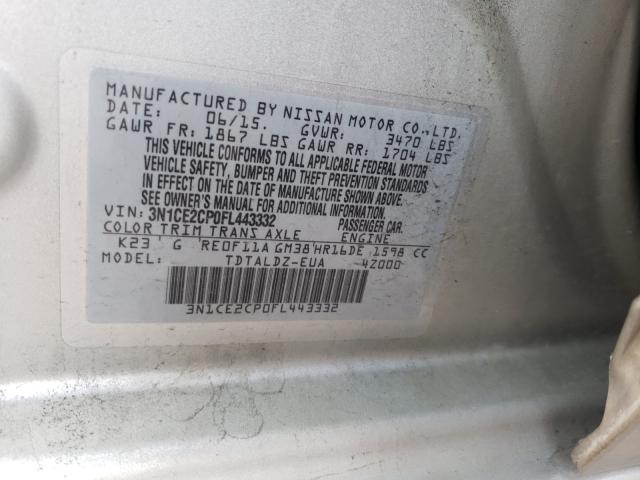 MANUFACTURED BY NISSAN MOTOR CO.,LTD.
DATE: 06/15. GVWR: 3470 LBS
GAWR FR: 1867 LBS GAWR RR: 1704 LBS
THIS VEHICLE CONFORMS TO ALL APPLICABLE FEDERAL MOTOR
VEHICLE SAFETY, BUMPER AND THEFT PREVENTION STANDARDS
IN EFFECT ON THE DATE OF MANUFACTURE SHOWN ABOVE.
SEE OWNER'S MANUAL FOR ADDITIONAL INFORMATION
VIN: 3N1CE2CP0FL443332 PASSENGER CAR.
COLOR TRIM TRANS AXLE ENGINE
K23 G RE0F11A GM38 HR16DE 1598 CC
MODEL: TDTALDZ-EUA 4Z000
3N1CE2CP0FL443332